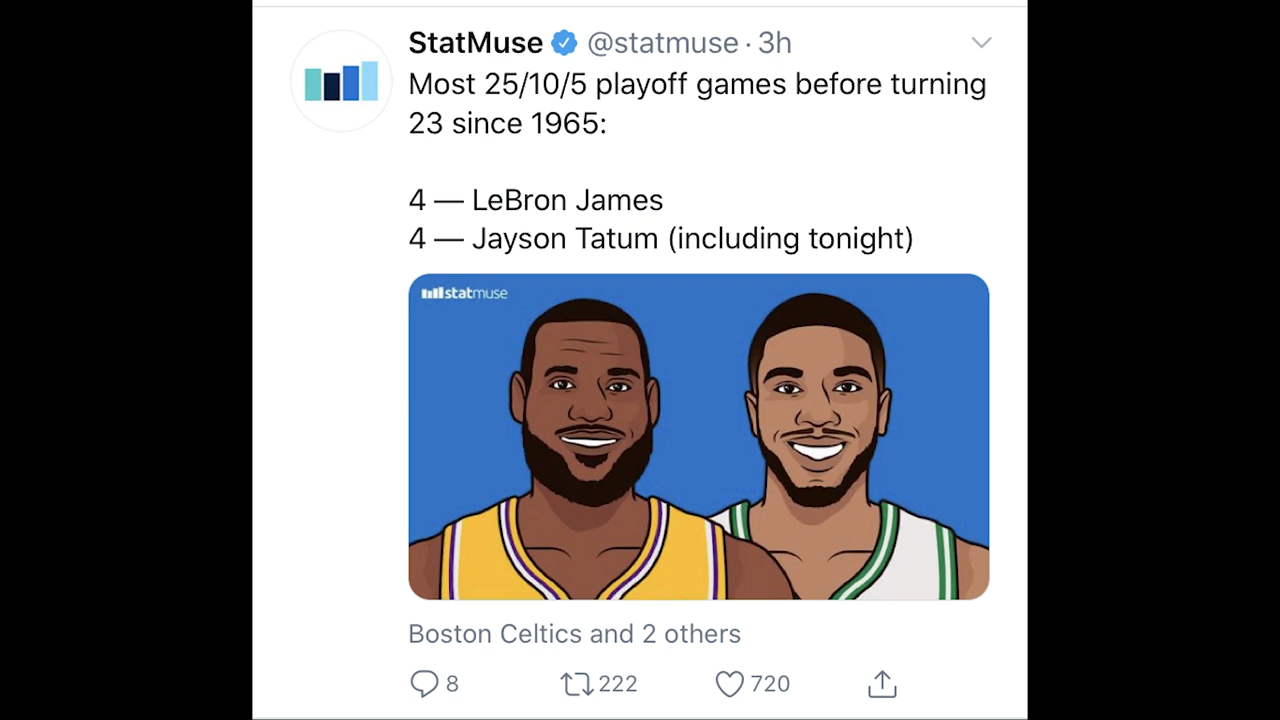 StatMuse @statmuse · 3h
Most 25/10/5 playoff games before turning
23 since 1965:
4 — LeBron James
4 — Jayson Tatum (including tonight)
statmuse
Boston Celtics and 2 others
8 222 720